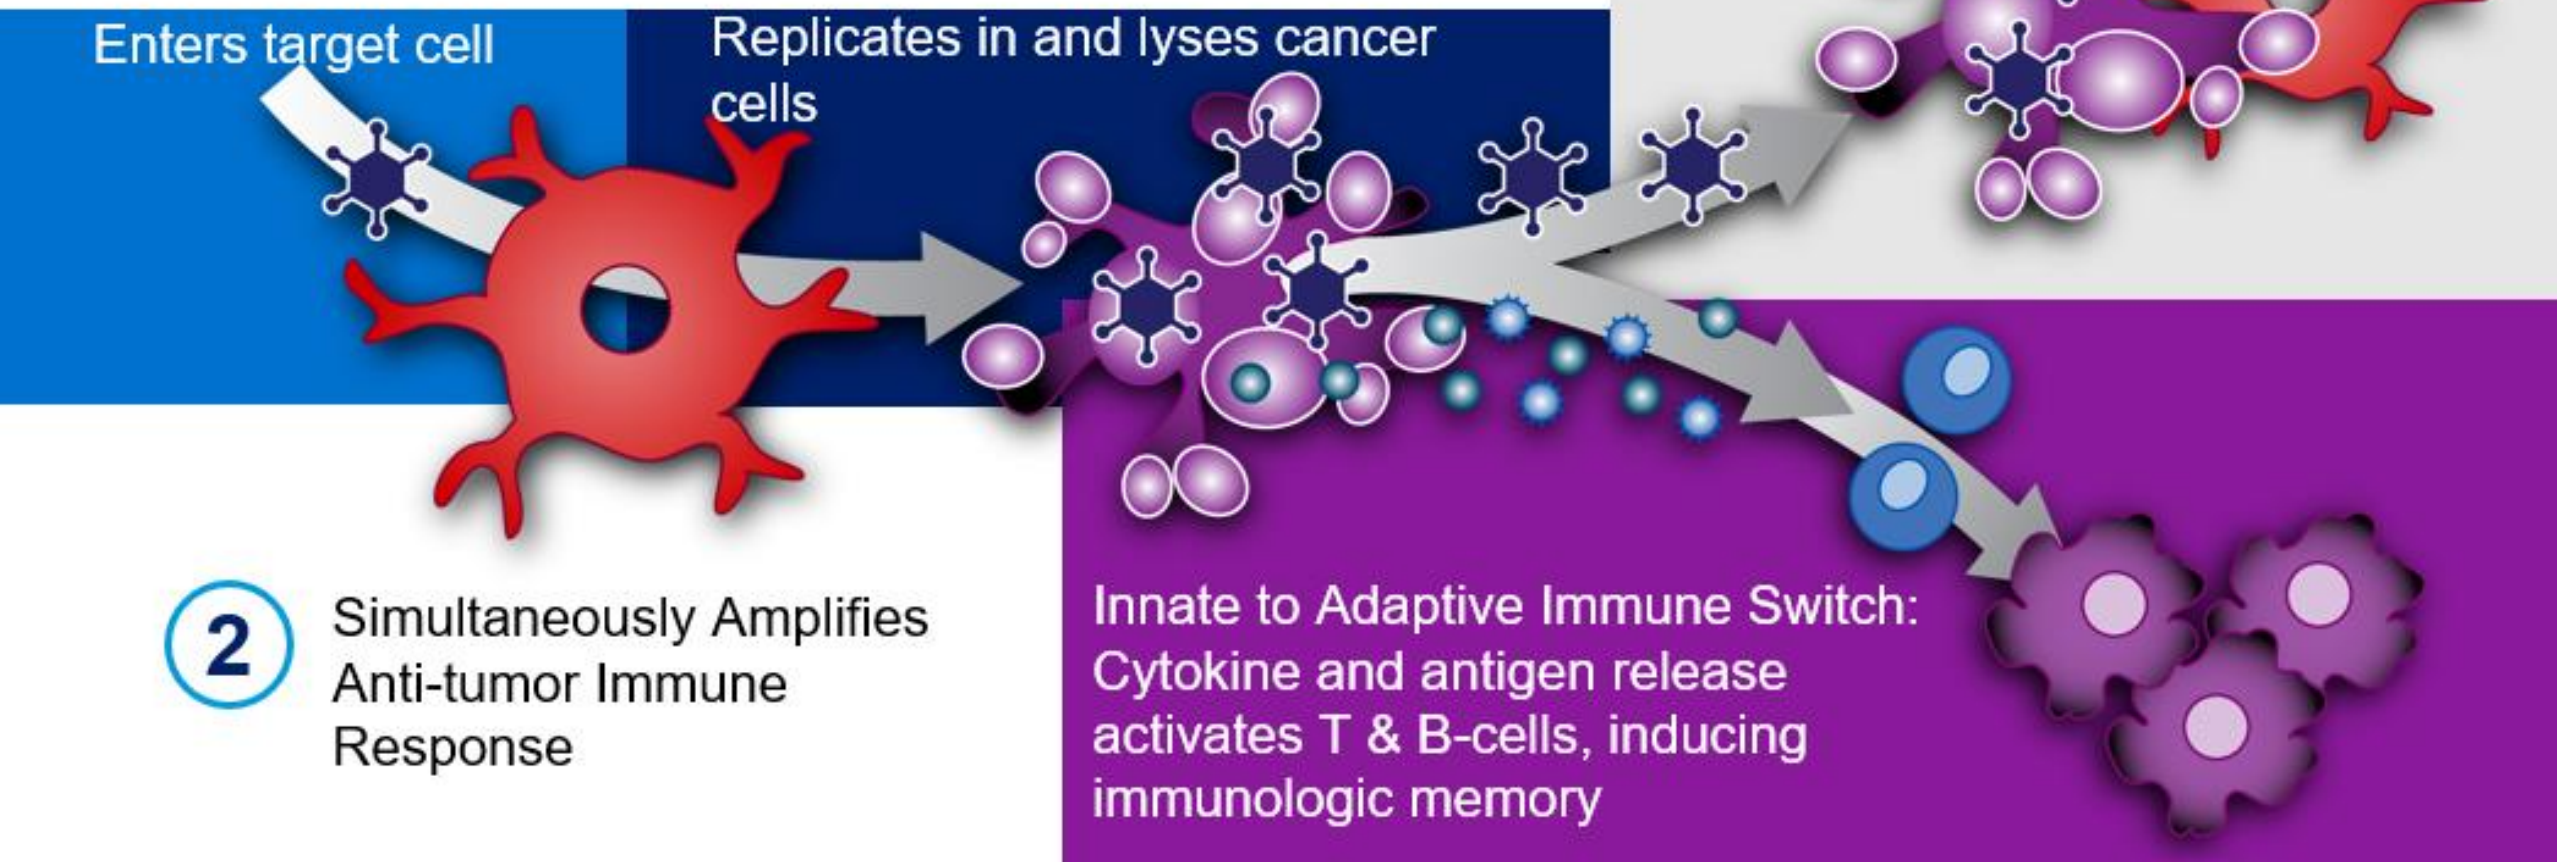 Enters target cell
Replicates in and lyses cancer
cells
2
Simultaneously Amplifies
Anti-tumor Immune
Response
Innate to Adaptive Immune Switch:
Cytokine and antigen release
activates T & B-cells, inducing
immunologic memory